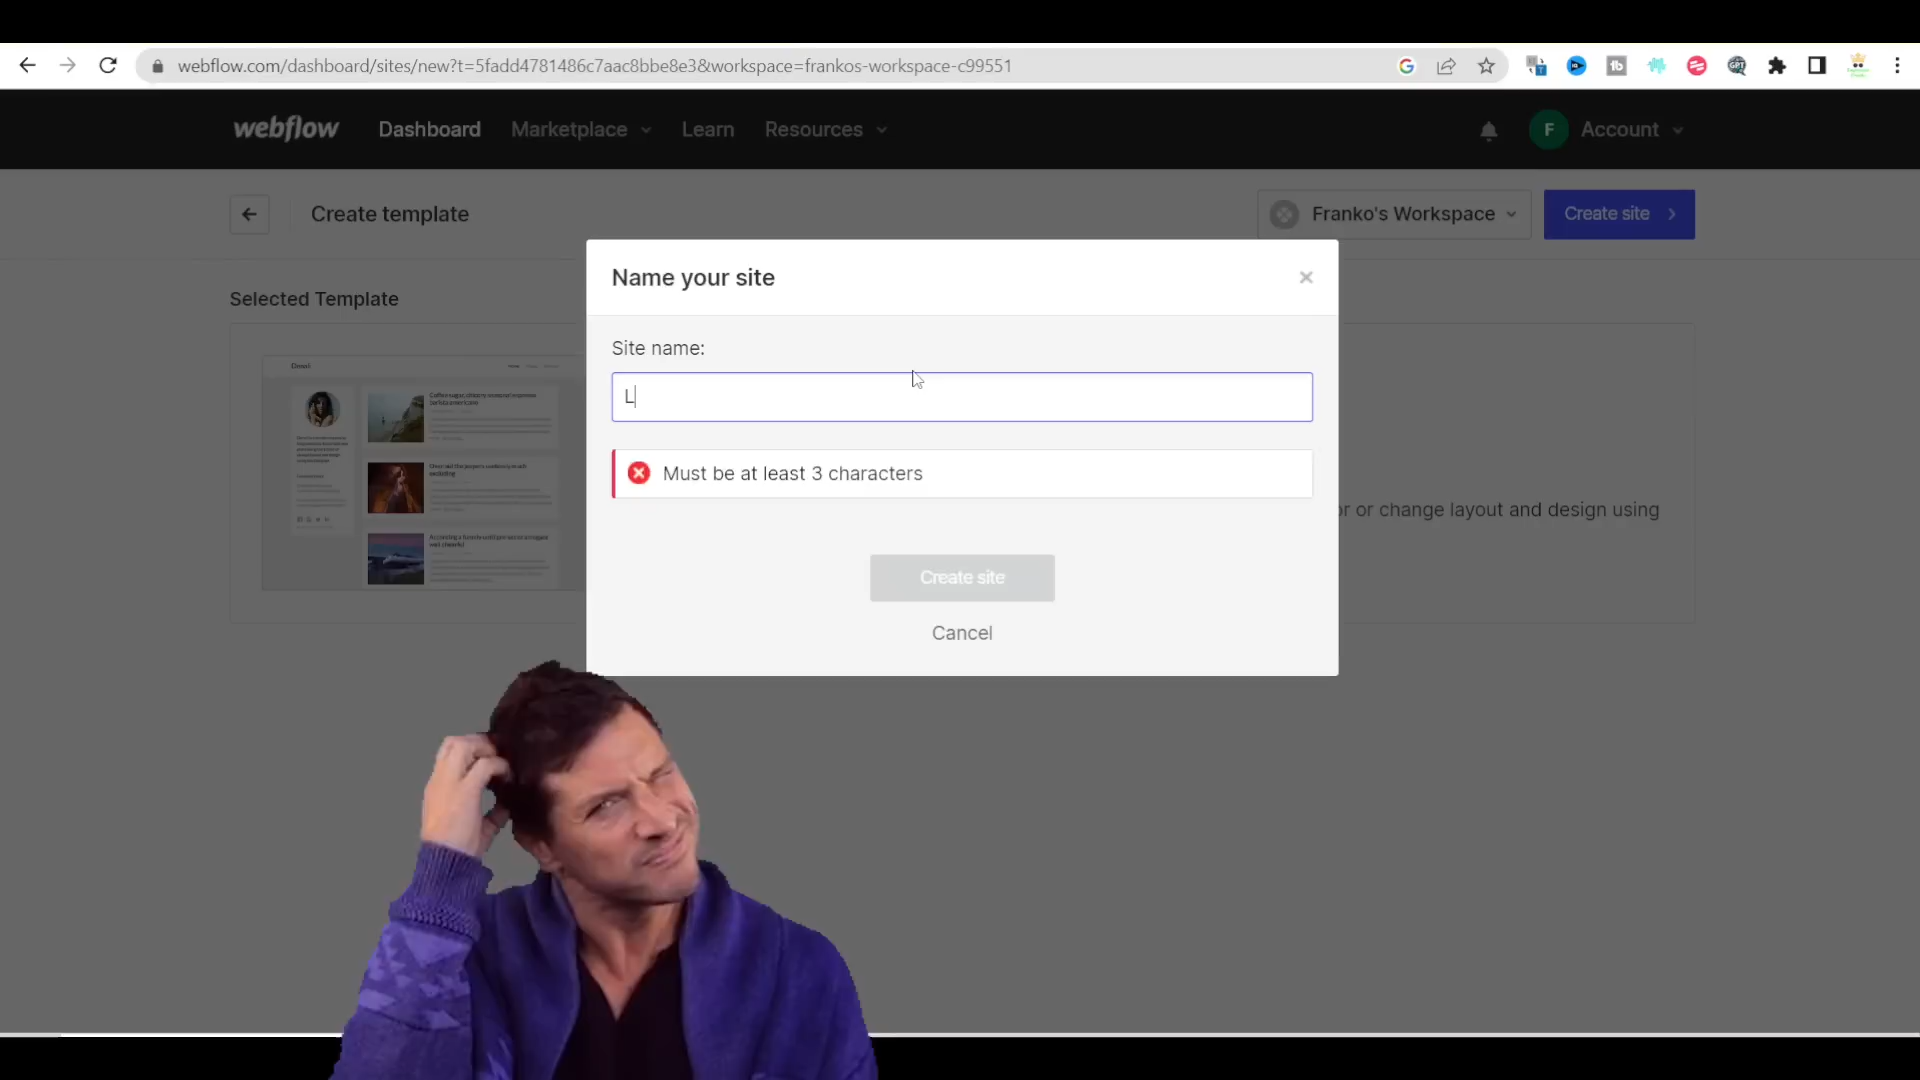 webflow.com/dashboard/sites/new?t=5fadd4781486c7aac8bbe8e3&workspace=frankos-workspace-c99551
webflow
Dashboard
Marketplace
Learn
Resources
F
Account
Create template
Franko's Workspace
Create site
Selected Template
Name your site
Site name:
L
Must be at least 3 characters
or or change layout and design using
Create site
Cancel